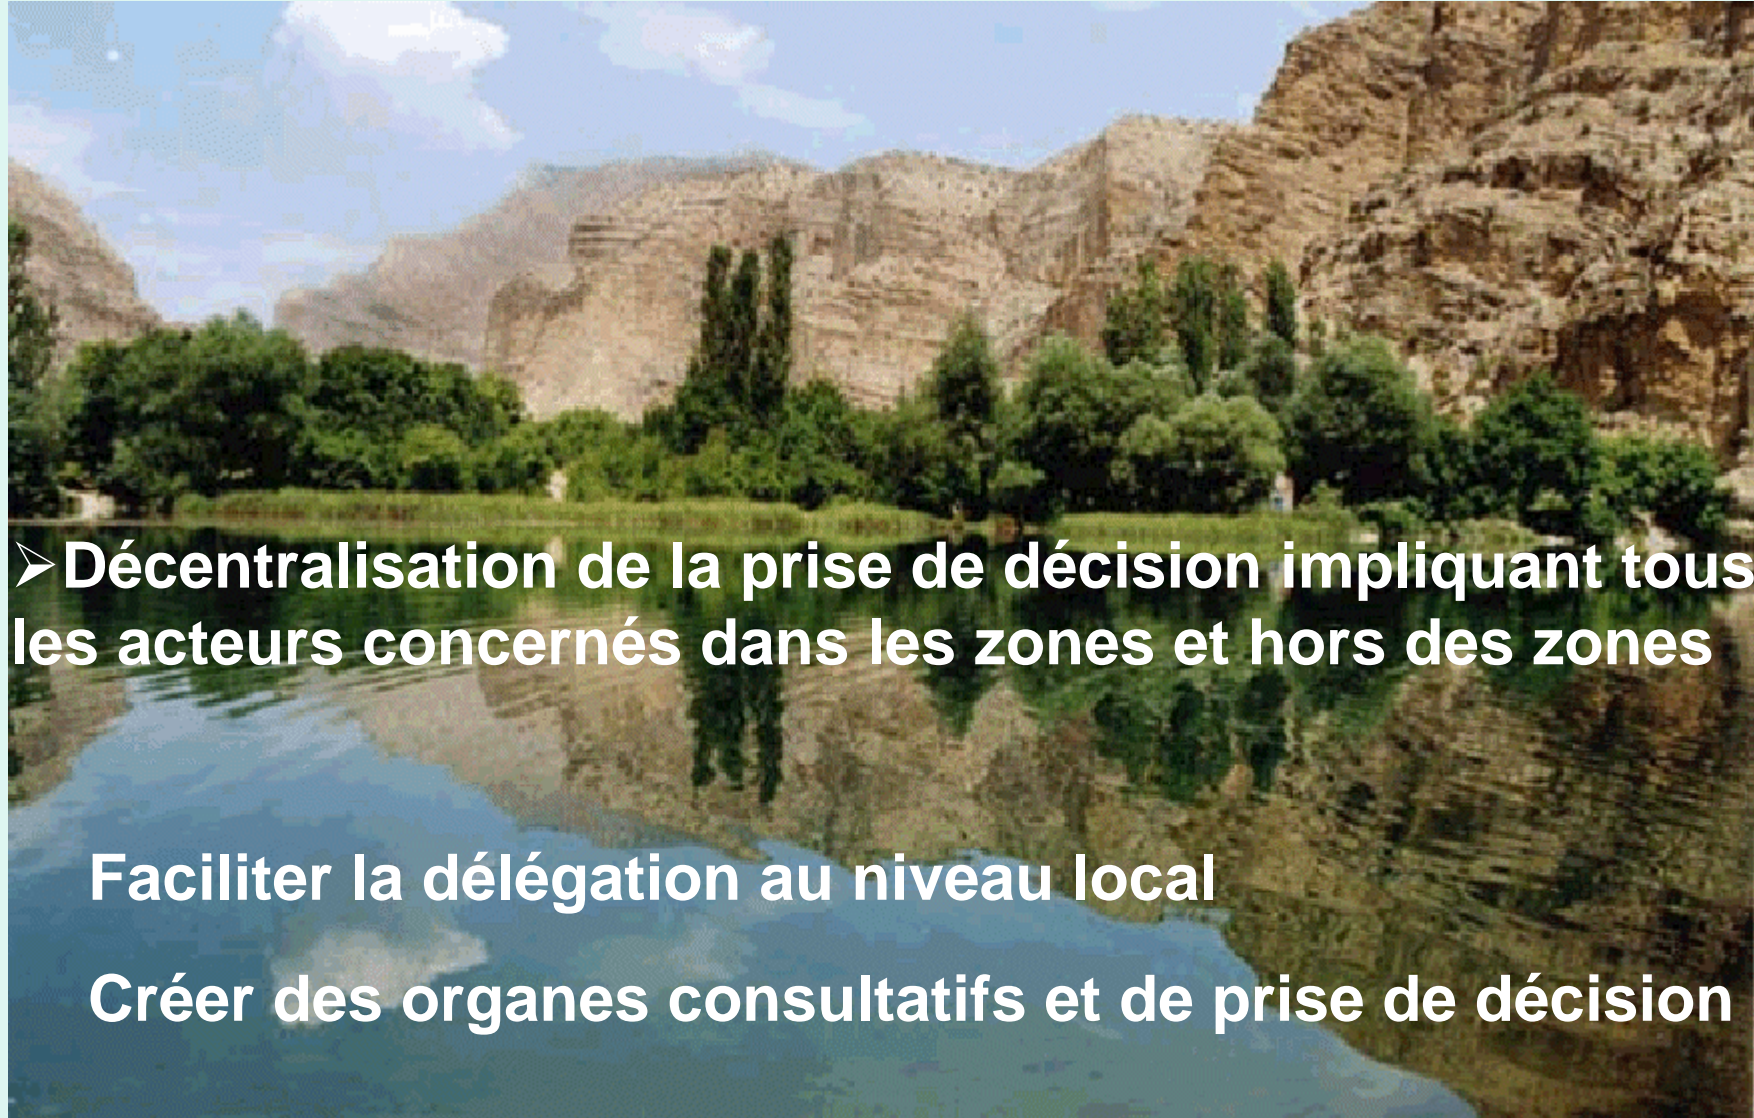 ➢Décentralisation de la prise de décision impliquant tous
les acteurs concernés dans les zones et hors des zones
Faciliter la délégation au niveau local
Créer des organes consultatifs et de prise de décision